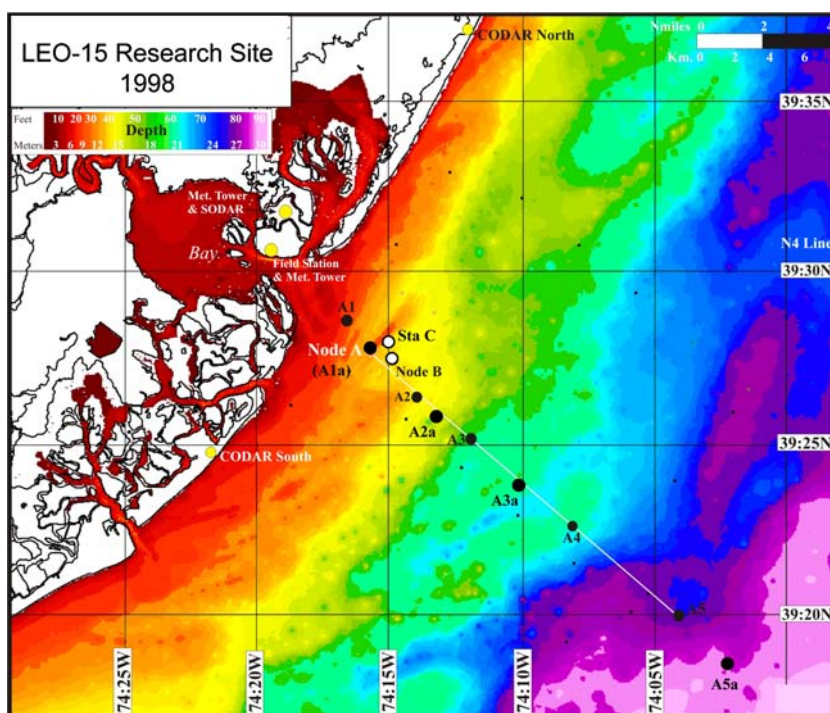 LEO-15 Research Site
1998
CODAR North
Nmiles 0 2 4
Km. 0 2 4 6
39:35N
Feet 10 20 30 40 50 60 70 80 90
Depth
Meters 3 6 9 12 15 18 21 24 27 30
Met. Tower
& SODAR
Bay
Field Station
& Met. Tower
N4 Line
39:30N
A1
Sta C
Node A
(A1a)
Node B
A2
A2a
A3
39:25N
CODAR South
A3a
A4
A5
39:20N
A5a
74:25W
74:20W
74:15W
74:10W
74:05W